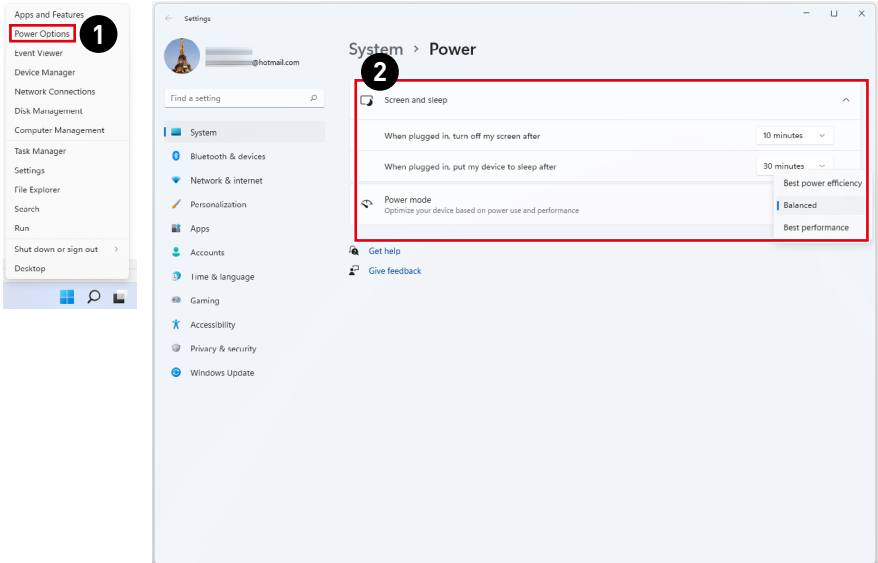 Apps and Features
Power Options
1
Event Viewer
Device Manager
Network Connections
Disk Management
Computer Management
Task Manager
Settings
File Explorer
Search
Run
Shut down or sign out
Desktop
Settings
@hotmail.com
Find a setting
System
Bluetooth & devices
Network & internet
Personalization
Apps
Accounts
Time & language
Gaming
Accessibility
Privacy & security
Windows Update
System > Power
2
Screen and sleep
When plugged in, turn off my screen after 10 minutes
When plugged in, put my device to sleep after 30 minutes
Power mode
Optimize your device based on power use and performance
Best power efficiency
Balanced
Best performance
Get help
Give feedback